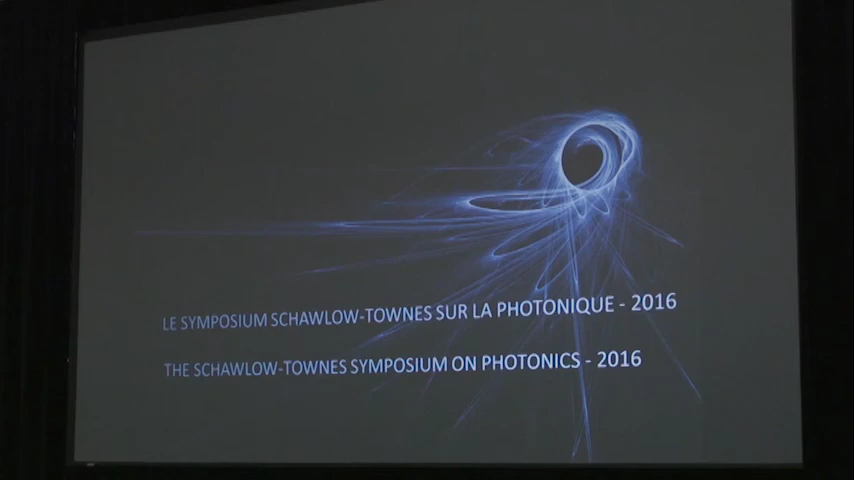 LE SYMPOSIUM SCHAWLOW-TOWNES SUR LA PHOTONIQUE - 2016
THE SCHAWLOW-TOWNES SYMPOSIUM ON PHOTONICS - 2016